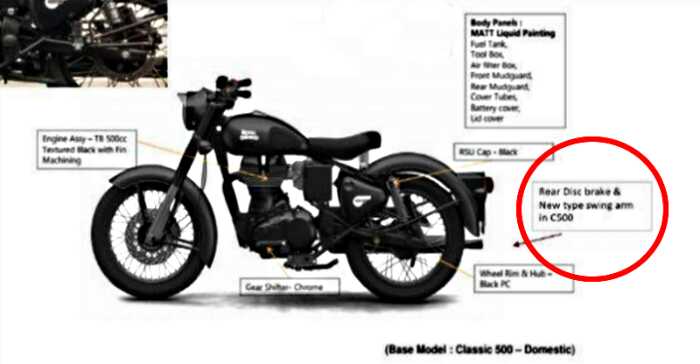 Body Panels :
MATT Liquid Painting
Fuel Tank,
Tool Box,
Air filter Box,
Front Mudguard,
Rear Mudguard,
Cover Tubes,
Battery cover,
Lid cover
Engine Assy – TB 500cc
Textured Black with Fin
Machining
RSU Cap - Black
Rear Disc brake &
New type swing arm
in C500
Wheel Rim & Hub –
Black PC
Gear Shifter- Chrome
(Base Model : Classic 500 – Domestic)